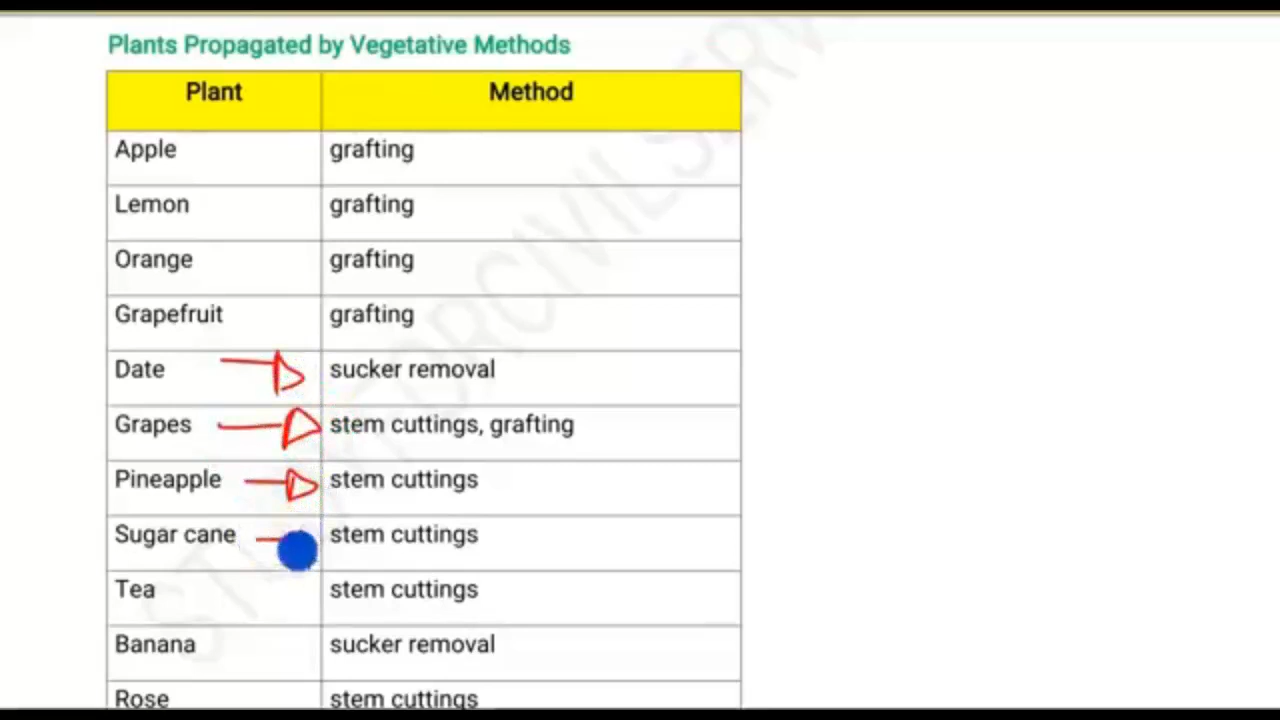 Plants Propagated by Vegetative Methods
Plant Method
Apple grafting
Lemon grafting
Orange grafting
Grapefruit grafting
Date sucker removal
Grapes stem cuttings, grafting
Pineapple stem cuttings
Sugar cane stem cuttings
Tea stem cuttings
Banana sucker removal
Rose stem cuttings